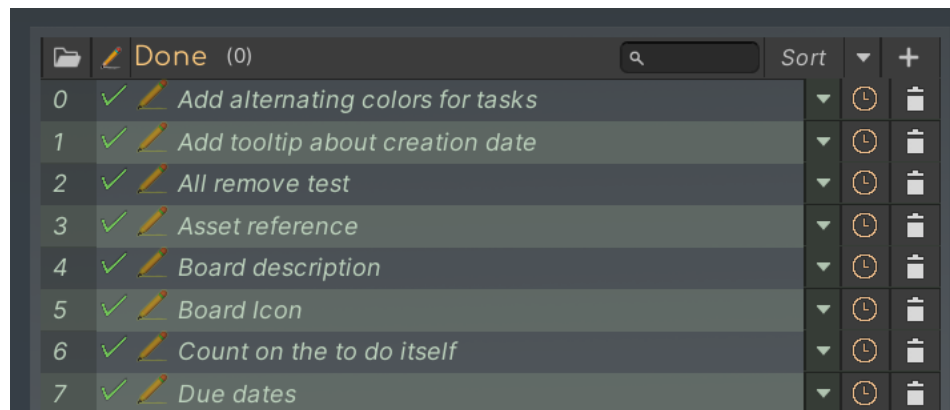 Done (0) Sort
0 Add alternating colors for tasks
1 Add tooltip about creation date
2 All remove test
3 Asset reference
4 Board description
5 Board Icon
6 Count on the to do itself
7 Due dates